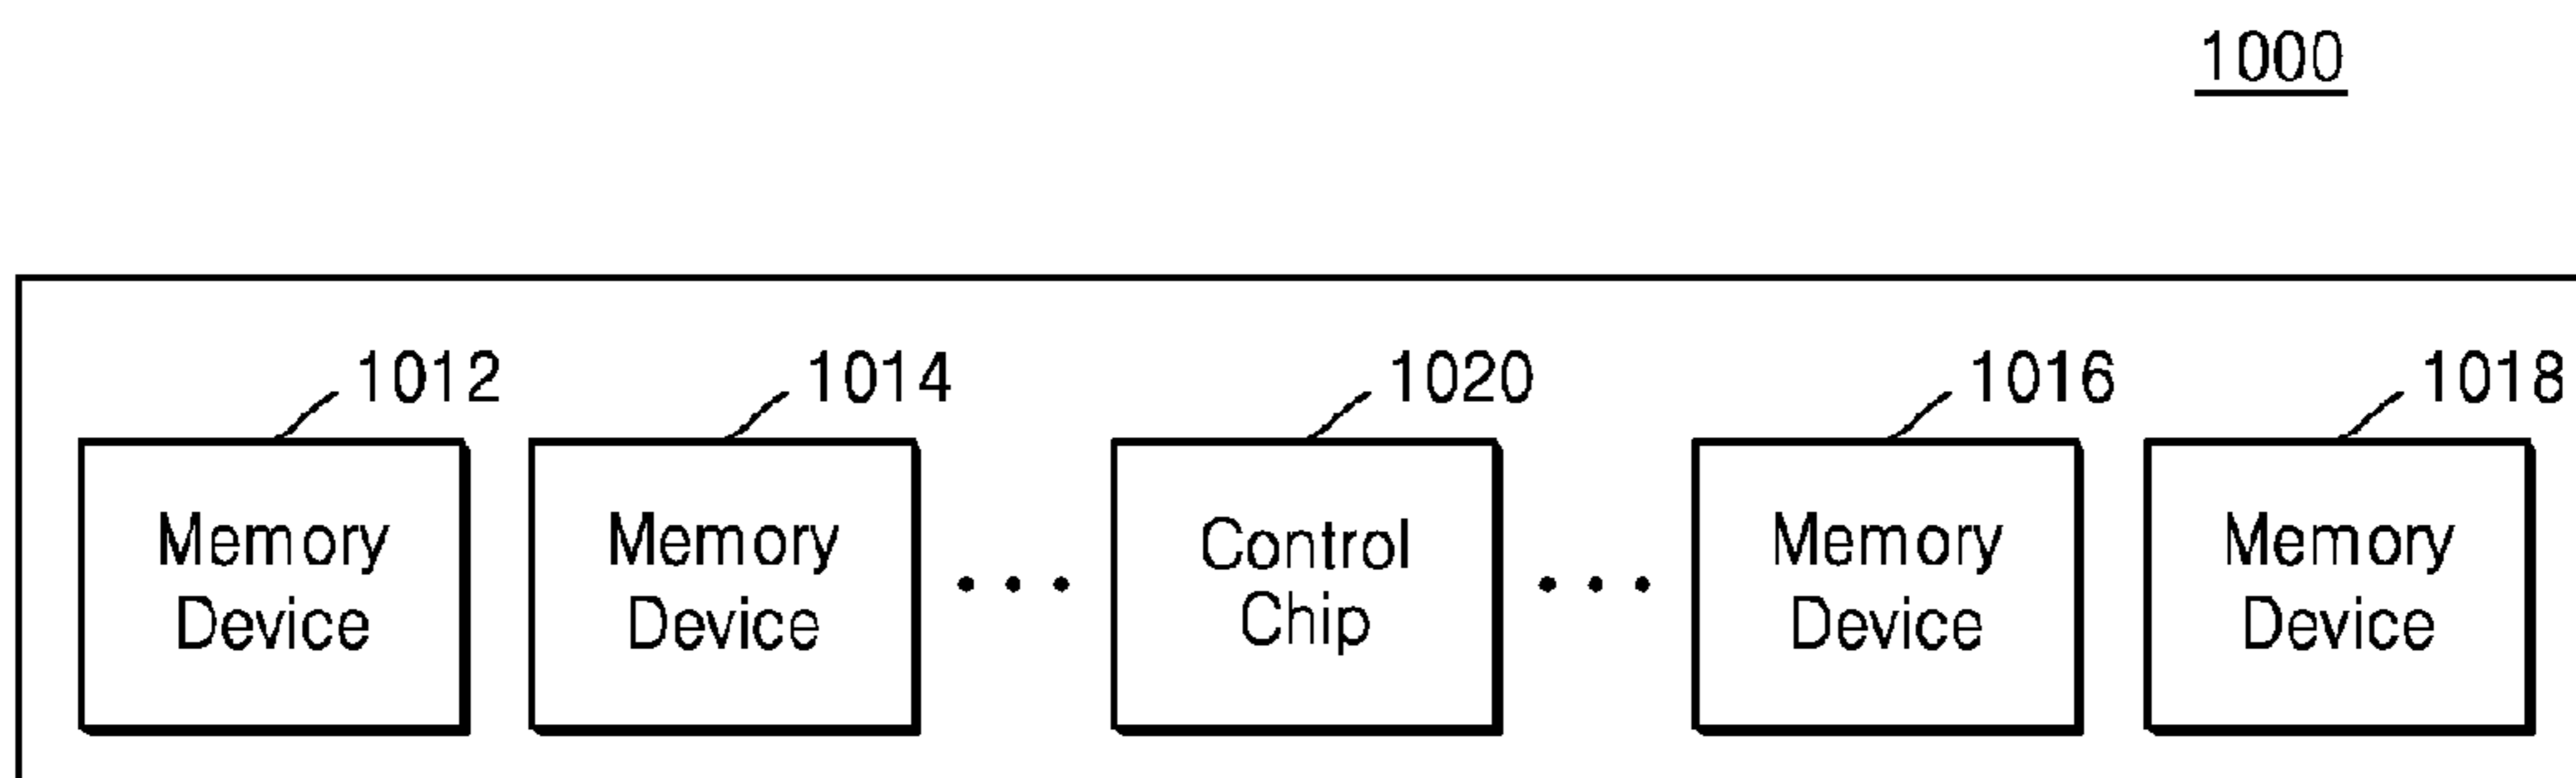 1000
1012 1014 1020 1016 1018
Memory Memory Control Memory Memory
Device Device Chip Device Device